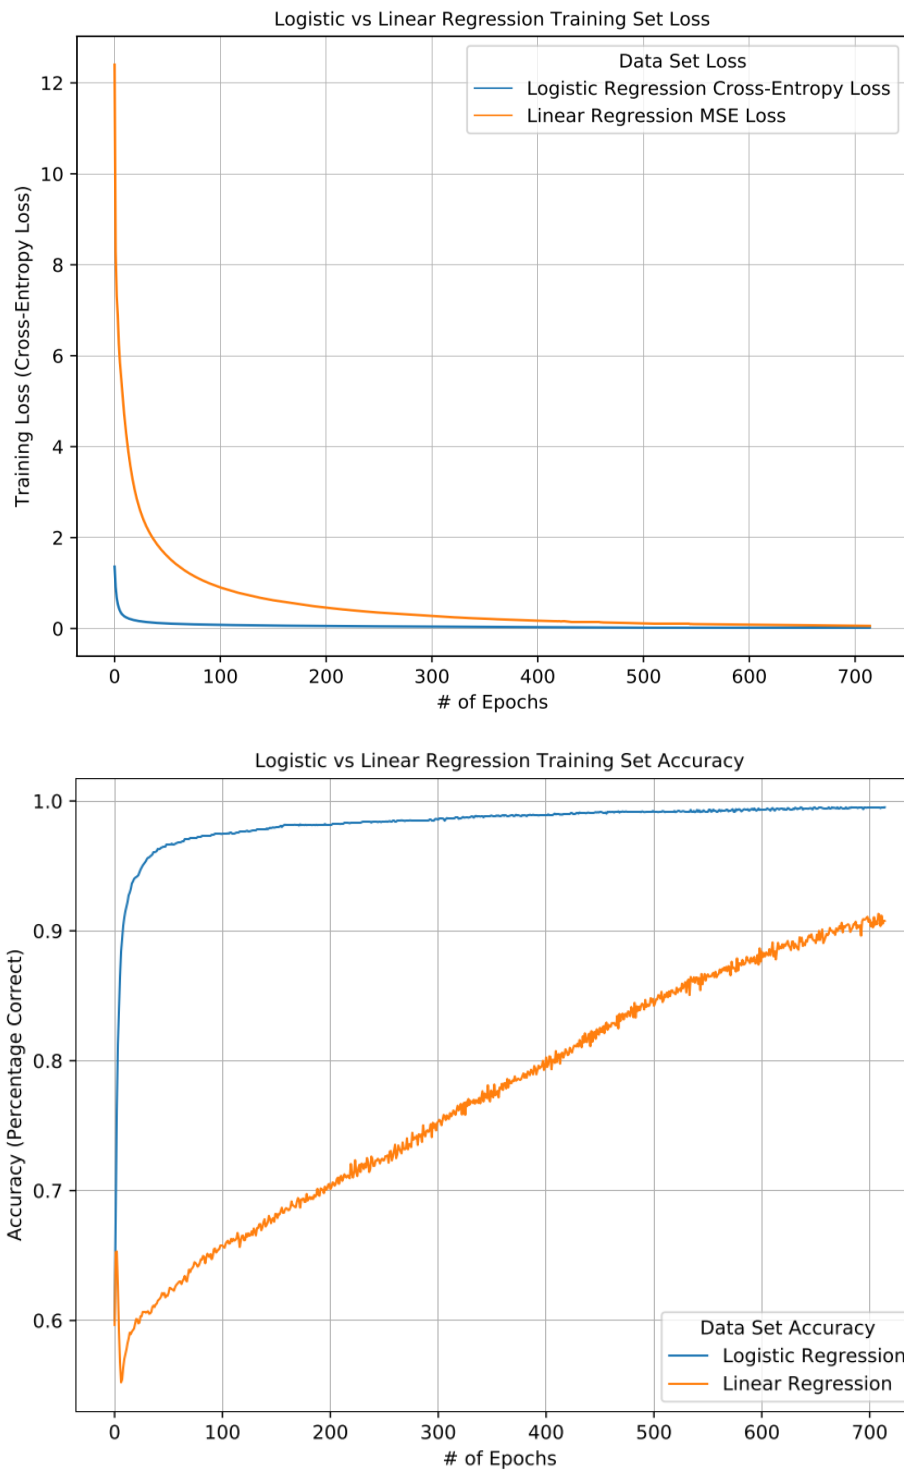 Logistic vs Linear Regression Training Set Loss
Data Set Loss
Logistic Regression Cross-Entropy Loss
Linear Regression MSE Loss
Training Loss (Cross-Entropy Loss)
12
10
8
6
4
2
0
0 100 200 300 400 500 600 700
# of Epochs
Logistic vs Linear Regression Training Set Accuracy
Accuracy (Percentage Correct)
1.0
0.9
0.8
0.7
0.6
Data Set Accuracy
Logistic Regression
Linear Regression
0 100 200 300 400 500 600 700
# of Epochs